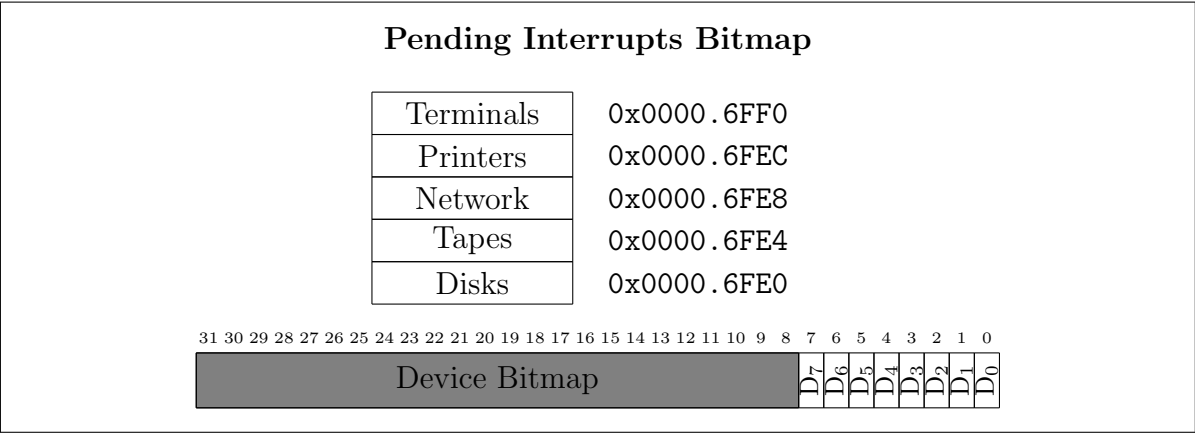 Pending Interrupts Bitmap
Terminals 0x0000.6FF0
Printers 0x0000.6FEC
Network 0x0000.6FE8
Tapes 0x0000.6FE4
Disks 0x0000.6FE0
31 30 29 28 27 26 25 24 23 22 21 20 19 18 17 16 15 14 13 12 11 10 9 8 7 6 5 4 3 2 1 0
Device Bitmap D7 D6 D5 D4 D3 D2 D1 D0